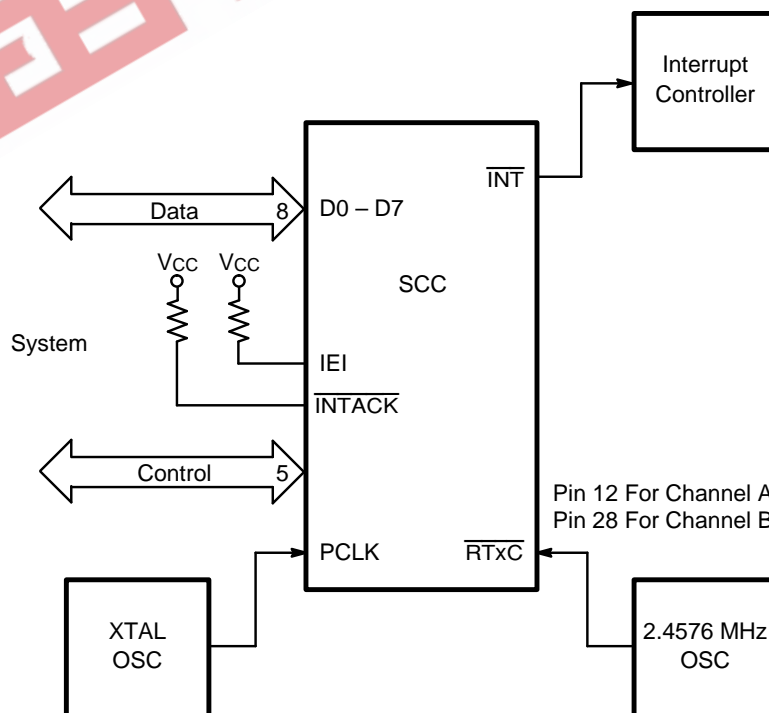 Interrupt
Controller
INT
Data 8 D0 – D7
VCC VCC
SCC
System
IEI
INTACK
Control 5
Pin 12 For Channel A
Pin 28 For Channel B
PCLK RTxC
XTAL
OSC
2.4576 MHz
OSC